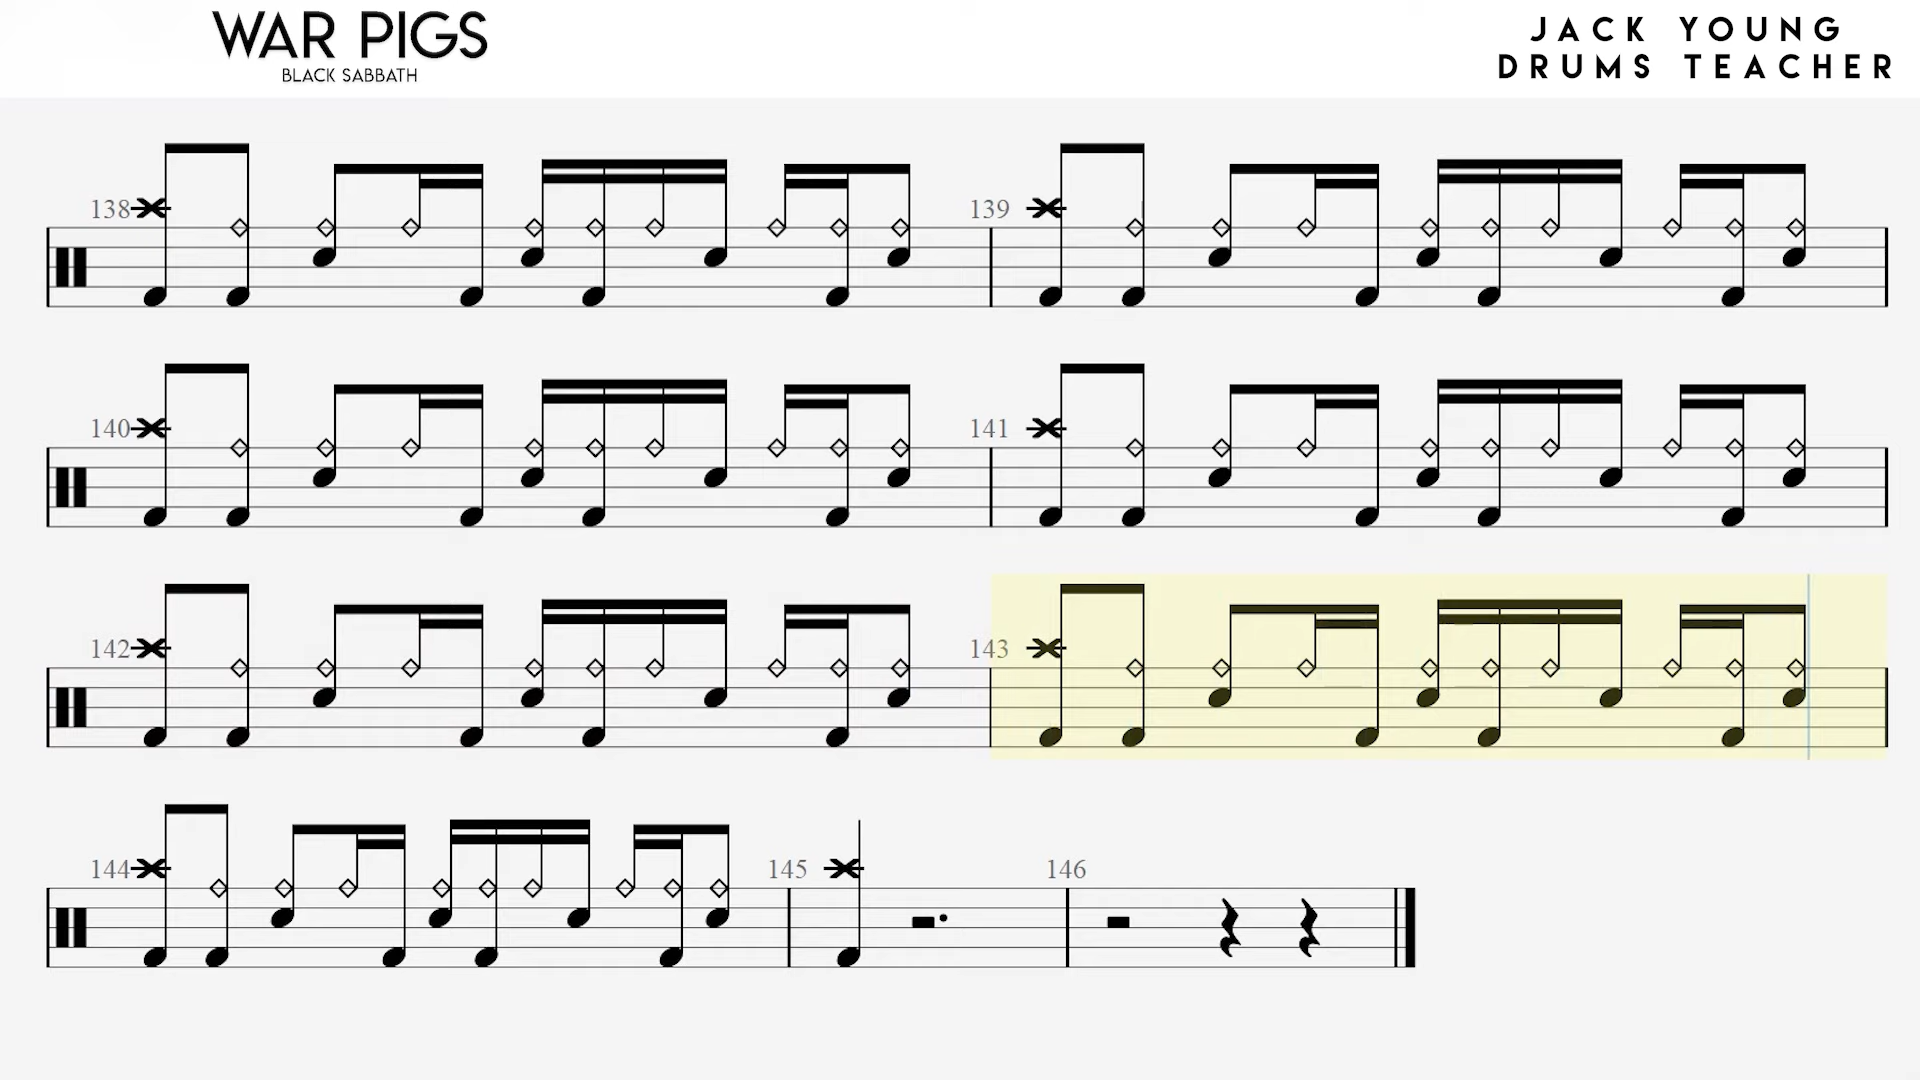 WAR PIGS
BLACK SABBATH
JACK YOUNG
DRUMS TEACHER
138
139
140
141
142
143
144
145
146